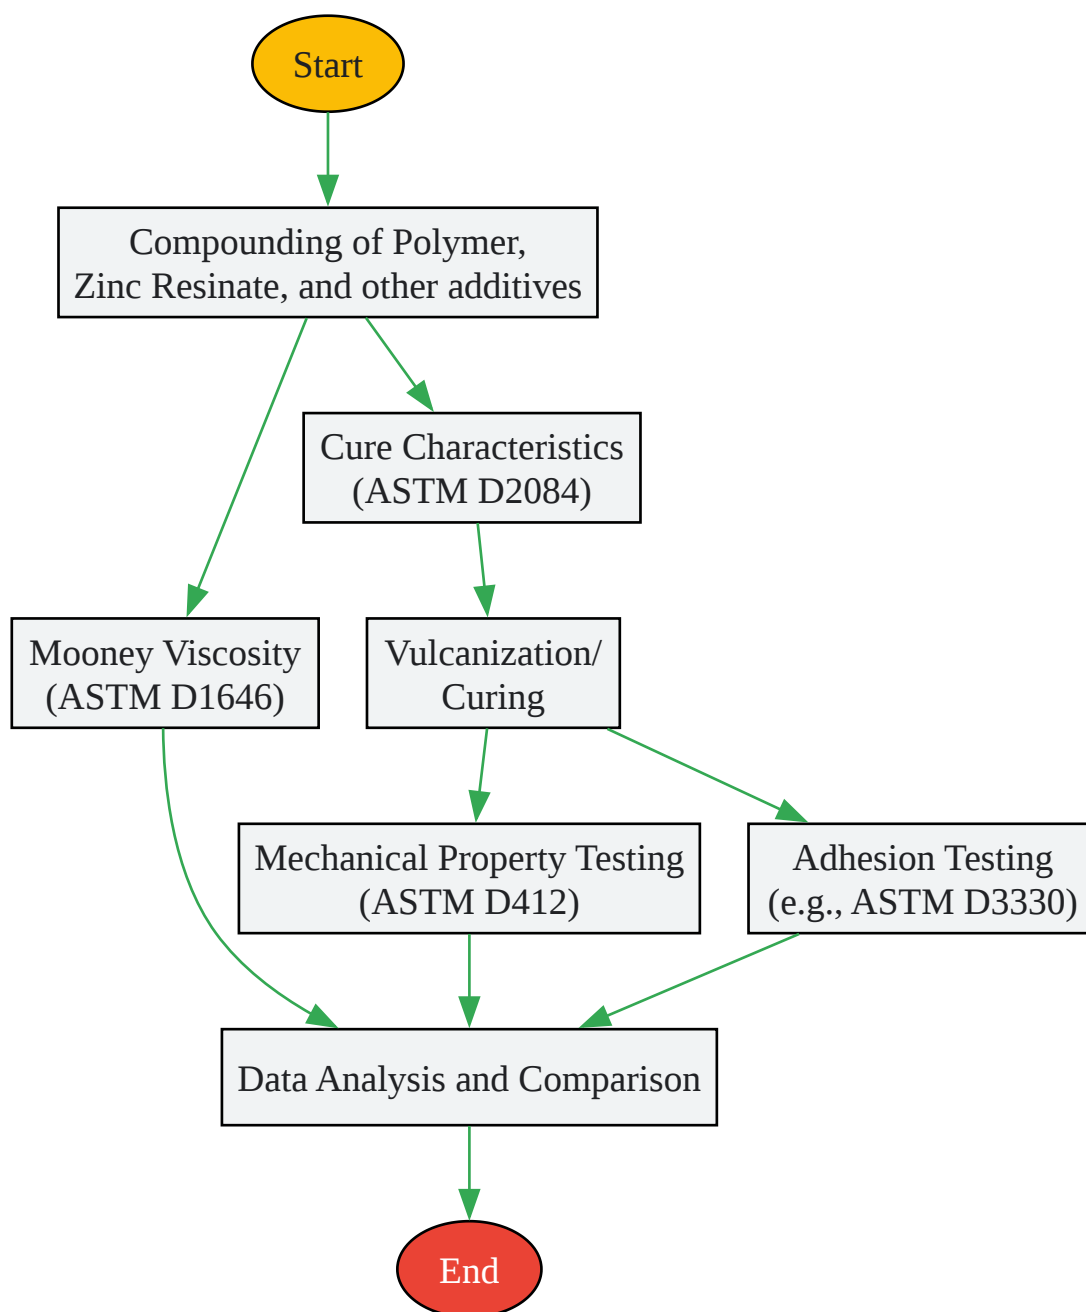 Start
Compounding of Polymer,
Zinc Resinate, and other additives
Cure Characteristics
(ASTM D2084)
Mooney Viscosity
(ASTM D1646)
Vulcanization/
Curing
Mechanical Property Testing
(ASTM D412)
Adhesion Testing
(e.g., ASTM D3330)
Data Analysis and Comparison
End